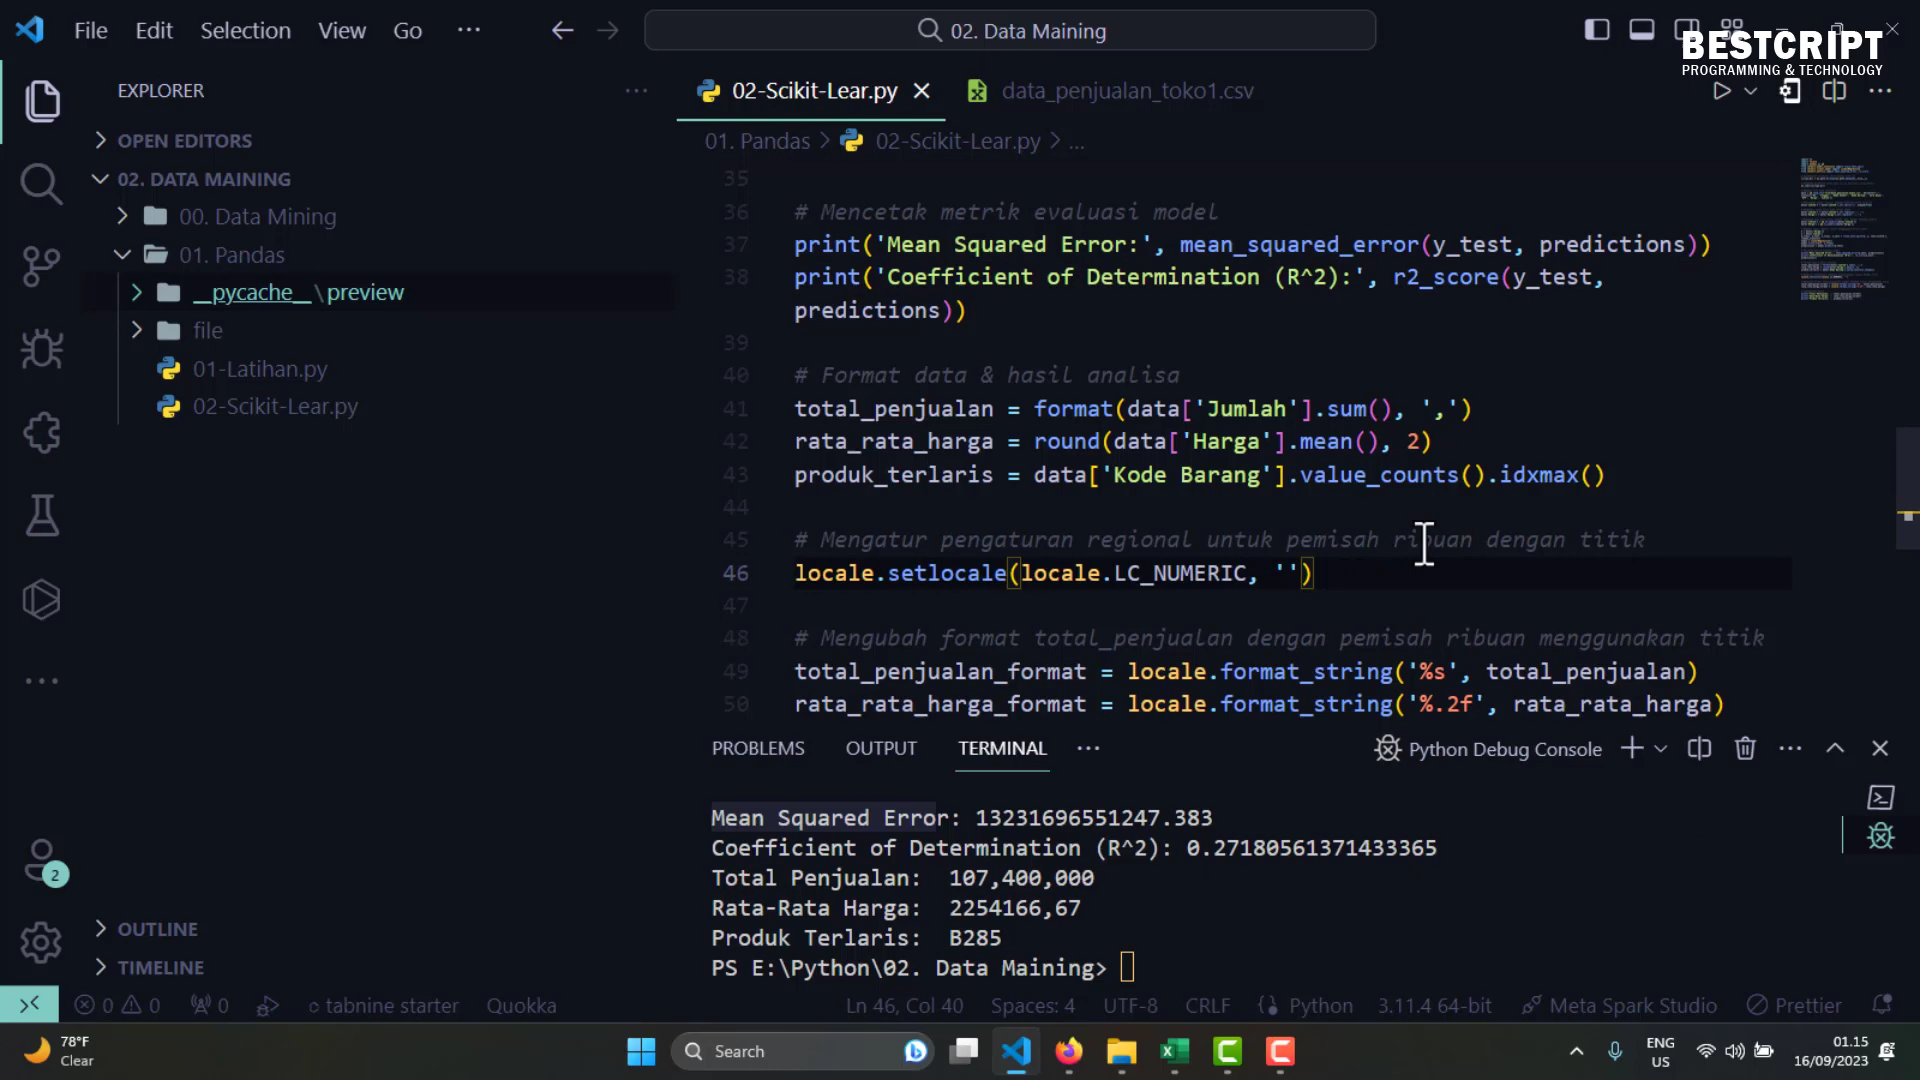 File Edit Selection View Go ...
02. Data Maining
BESTCRIPT
PROGRAMMING & TECHNOLOGY
EXPLORER
02-Scikit-Lear.py
data_penjualan_toko1.csv
OPEN EDITORS
01. Pandas > 02-Scikit-Lear.py > ...
02. DATA MAINING
00. Data Mining
01. Pandas
__pycache__\preview
file
01-Latihan.py
02-Scikit-Lear.py
OUTLINE
TIMELINE
35
36 # Mencetak metrik evaluasi model
37 print('Mean Squared Error:', mean_squared_error(y_test, predictions))
38 print('Coefficient of Determination (R^2):', r2_score(y_test,
predictions))
39
40 # Format data & hasil analisa
41 total_penjualan = format(data['Jumlah'].sum(), ',')
42 rata_rata_harga = round(data['Harga'].mean(), 2)
43 produk_terlaris = data['Kode Barang'].value_counts().idxmax()
44
45 # Mengatur pengaturan regional untuk pemisah ribuan dengan titik
46 locale.setlocale(locale.LC_NUMERIC, '')
47
48 # Mengubah format total_penjualan dengan pemisah ribuan menggunakan titik
49 total_penjualan_format = locale.format_string('%s', total_penjualan)
50 rata_rata_harga_format = locale.format_string('%.2f', rata_rata_harga)
PROBLEMS OUTPUT TERMINAL ...
Python Debug Console
Mean Squared Error: 13231696551247.383
Coefficient of Determination (R^2): 0.27180561371433365
Total Penjualan: 107,400,000
Rata-Rata Harga: 2254166,67
Produk Terlaris: B285
PS E:\Python\02. Data Maining>
2
0 0 0 tabnine starter Quokka Ln 46, Col 40 Spaces: 4 UTF-8 CRLF Python 3.11.4 64-bit Meta Spark Studio Prettier
78°F
Clear
Search
ENG
US
01.15
16/09/2023